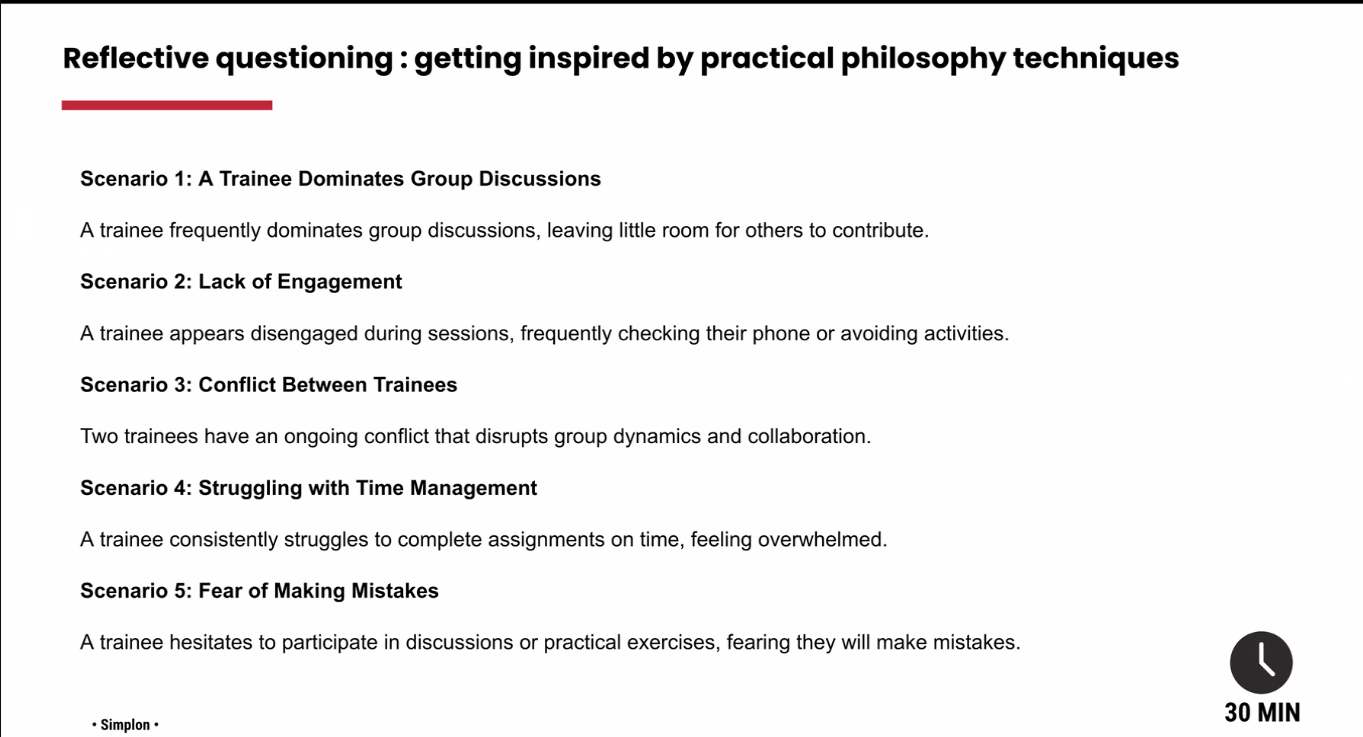 Reflective questioning : getting inspired by practical philosophy techniques
Scenario 1: A Trainee Dominates Group Discussions
A trainee frequently dominates group discussions, leaving little room for others to contribute.
Scenario 2: Lack of Engagement
A trainee appears disengaged during sessions, frequently checking their phone or avoiding activities.
Scenario 3: Conflict Between Trainees
Two trainees have an ongoing conflict that disrupts group dynamics and collaboration.
Scenario 4: Struggling with Time Management
A trainee consistently struggles to complete assignments on time, feeling overwhelmed.
Scenario 5: Fear of Making Mistakes
A trainee hesitates to participate in discussions or practical exercises, fearing they will make mistakes.
30 MIN
• Simplon •